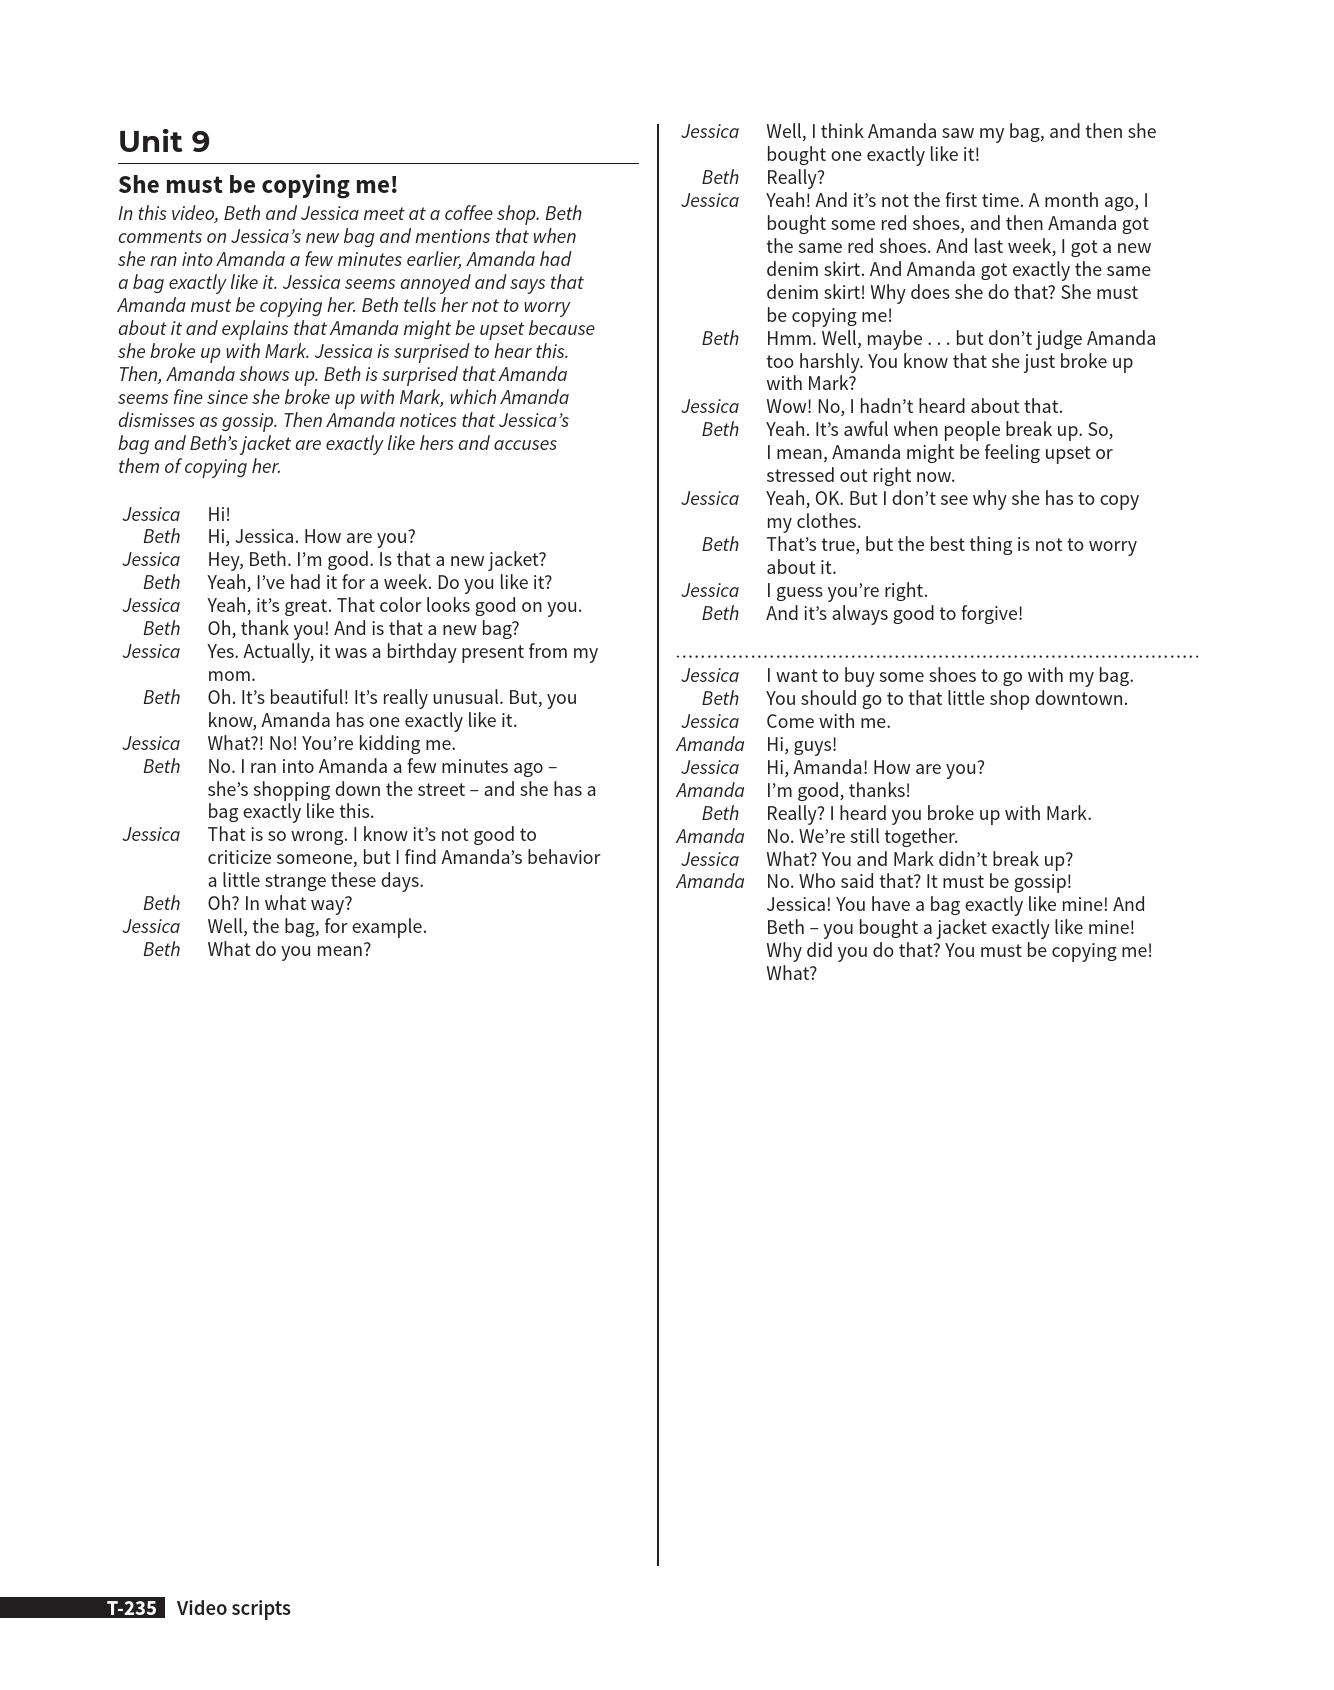 Unit 9
She must be copying me!
In this video, Beth and Jessica meet at a coffee shop. Beth
comments on Jessica’s new bag and mentions that when
she ran into Amanda a few minutes earlier, Amanda had
a bag exactly like it. Jessica seems annoyed and says that
Amanda must be copying her. Beth tells her not to worry
about it and explains that Amanda might be upset because
she broke up with Mark. Jessica is surprised to hear this.
Then, Amanda shows up. Beth is surprised that Amanda
seems fine since she broke up with Mark, which Amanda
dismisses as gossip. Then Amanda notices that Jessica’s
bag and Beth’s jacket are exactly like hers and accuses
them of copying her.
Jessica Hi!
Beth Hi, Jessica. How are you?
Jessica Hey, Beth. I’m good. Is that a new jacket?
Beth Yeah, I’ve had it for a week. Do you like it?
Jessica Yeah, it’s great. That color looks good on you.
Beth Oh, thank you! And is that a new bag?
Jessica Yes. Actually, it was a birthday present from my
mom.
Beth Oh. It’s beautiful! It’s really unusual. But, you
know, Amanda has one exactly like it.
Jessica What?! No! You’re kidding me.
Beth No. I ran into Amanda a few minutes ago –
she’s shopping down the street – and she has a
bag exactly like this.
Jessica That is so wrong. I know it’s not good to
criticize someone, but I find Amanda’s behavior
a little strange these days.
Beth Oh? In what way?
Jessica Well, the bag, for example.
Beth What do you mean?
Jessica Well, I think Amanda saw my bag, and then she
bought one exactly like it!
Beth Really?
Jessica Yeah! And it’s not the first time. A month ago, I
bought some red shoes, and then Amanda got
the same red shoes. And last week, I got a new
denim skirt. And Amanda got exactly the same
denim skirt! Why does she do that? She must
be copying me!
Beth Hmm. Well, maybe . . . but don’t judge Amanda
too harshly. You know that she just broke up
with Mark?
Jessica Wow! No, I hadn’t heard about that.
Beth Yeah. It’s awful when people break up. So,
I mean, Amanda might be feeling upset or
stressed out right now.
Jessica Yeah, OK. But I don’t see why she has to copy
my clothes.
Beth That’s true, but the best thing is not to worry
about it.
Jessica I guess you’re right.
Beth And it’s always good to forgive!
Jessica I want to buy some shoes to go with my bag.
Beth You should go to that little shop downtown.
Jessica Come with me.
Amanda Hi, guys!
Jessica Hi, Amanda! How are you?
Amanda I’m good, thanks!
Beth Really? I heard you broke up with Mark.
Amanda No. We’re still together.
Jessica What? You and Mark didn’t break up?
Amanda No. Who said that? It must be gossip!
Jessica! You have a bag exactly like mine! And
Beth – you bought a jacket exactly like mine!
Why did you do that? You must be copying me!
What?
T-235 Video scripts